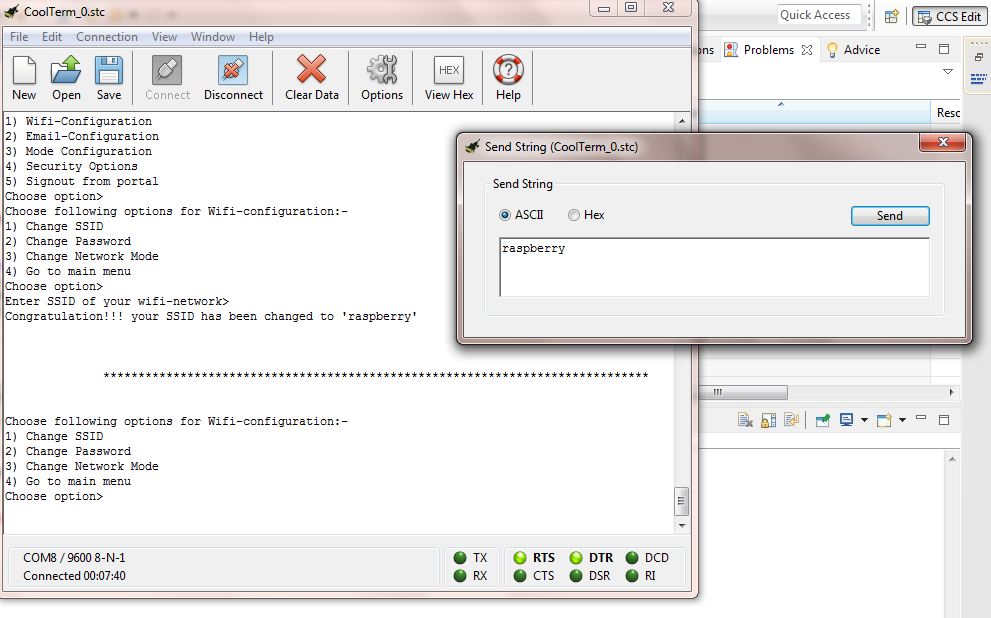 CoolTerm_0.stc
File Edit Connection View Window Help
New Open Save Connect Disconnect Clear Data Options HEX View Hex ? Help
1) Wifi-Configuration
2) Email-Configuration
3) Mode Configuration
4) Security Options
5) Signout from portal
Choose option>
Choose following options for Wifi-configuration:-
1) Change SSID
2) Change Password
3) Change Network Mode
4) Go to main menu
Choose option>
Enter SSID of your wifi-network>
Congratulation!!! your SSID has been changed to 'raspberry'
******************************************************************************
Choose following options for Wifi-configuration:-
1) Change SSID
2) Change Password
3) Change Network Mode
4) Go to main menu
Choose option>
COM8 / 9600 8-N-1
Connected 00:07:40
TX RTS DTR DCD
RX CTS DSR RI
Quick Access CCS Edit
ons Problems Advice
Resc
Send String (CoolTerm_0.stc)
Send String
ASCII Hex Send
raspberry